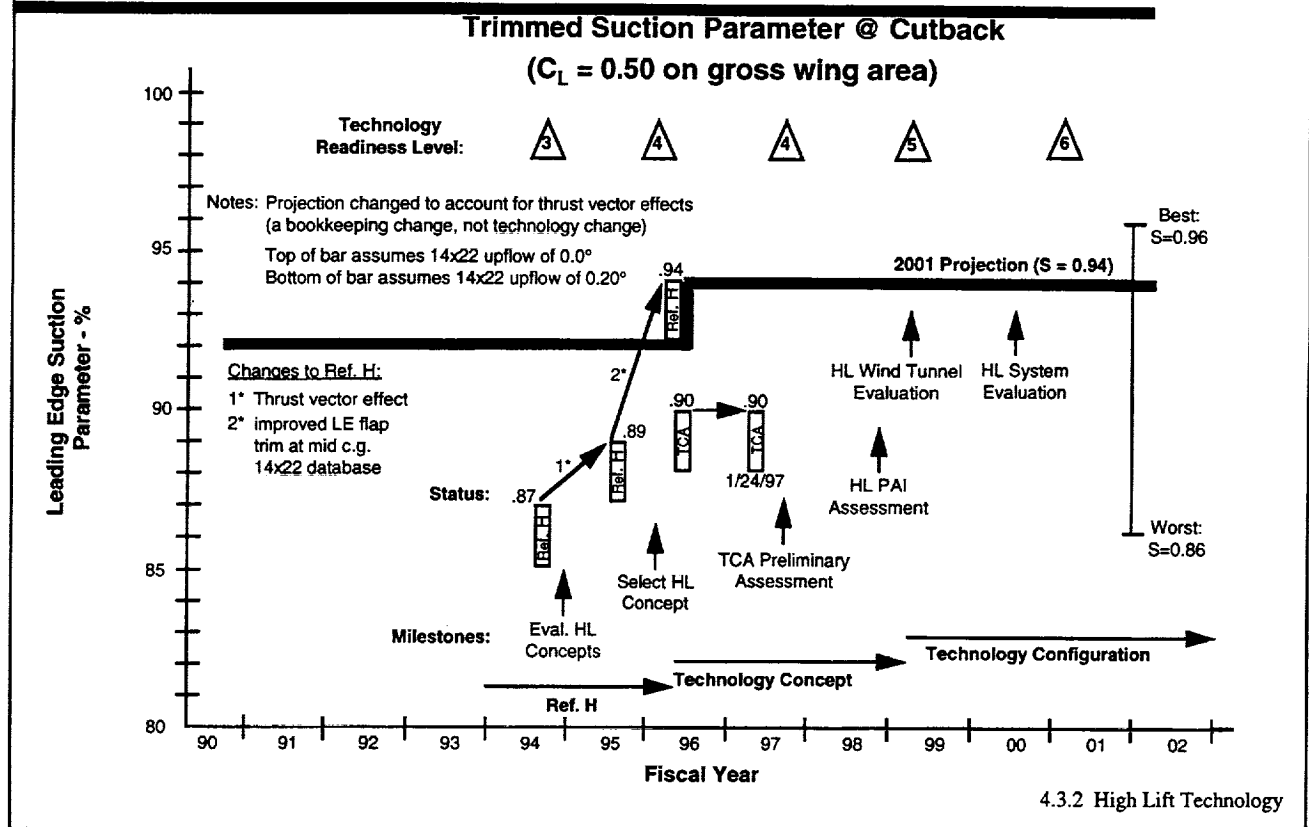 Trimmed Suction Parameter @ Cutback
(CL = 0.50 on gross wing area)
100
95
90
85
80
Leading Edge Suction
Parameter - %
Technology
Readiness Level:
3
4
4
5
6
Notes: Projection changed to account for thrust vector effects
(a bookkeeping change, not technology change)
Top of bar assumes 14x22 upflow of 0.0°
Bottom of bar assumes 14x22 upflow of 0.20°
Best:
S=0.96
.94
2001 Projection (S = 0.94)
Ref. H
Changes to Ref. H:
1* Thrust vector effect
2* improved LE flap
trim at mid c.g.
14x22 database
2*
HL Wind Tunnel
Evaluation
HL System
Evaluation
.90
.90
.89
TCA
TCA
Ref. H
1*
1/24/97
Status:
.87
Ref. H
HL PAI
Assessment
Worst:
S=0.86
TCA Preliminary
Assessment
Select HL
Concept
Milestones:
Eval. HL
Concepts
Technology Configuration
Technology Concept
Ref. H
90 91 92 93 94 95 96 97 98 99 00 01 02
Fiscal Year
4.3.2 High Lift Technology